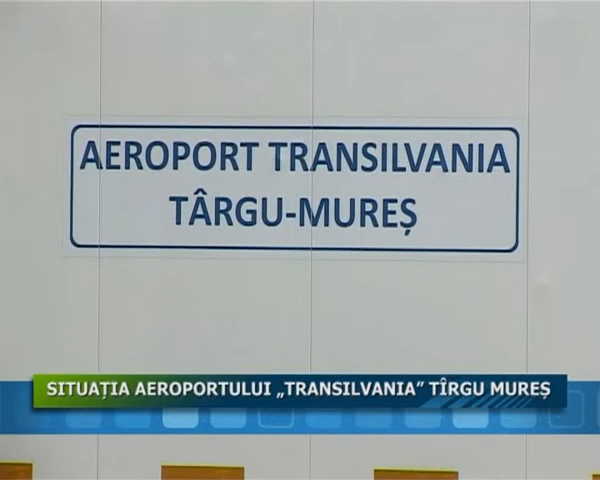 AEROPORT TRANSILVANIA
TÂRGU-MUREȘ
SITUAȚIA AEROPORTULUI „TRANSILVANIA” TÎRGU MUREȘ